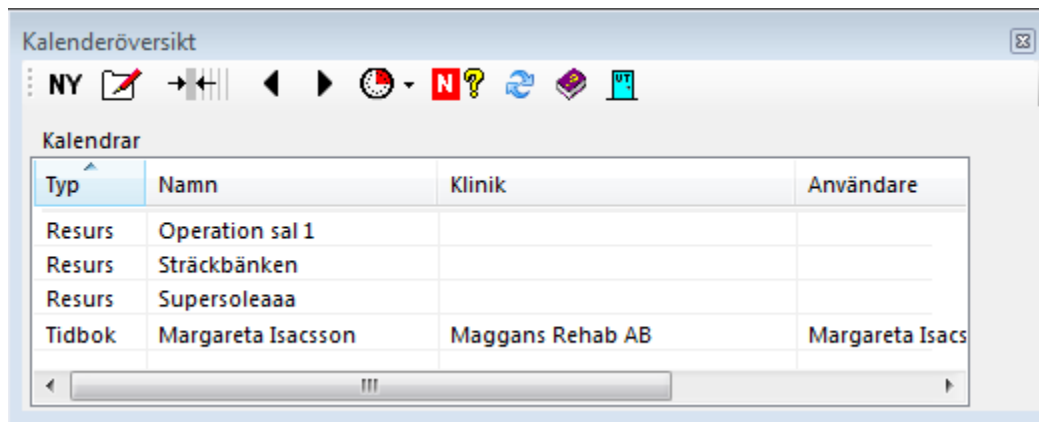 Kalenderöversikt
NY N ? UT
Kalendrar
Typ Namn Klinik Användare
Resurs Operation sal 1
Resurs Sträckbänken
Resurs Supersoleaaa
Tidbok Margareta Isacsson Maggans Rehab AB Margareta Isacs